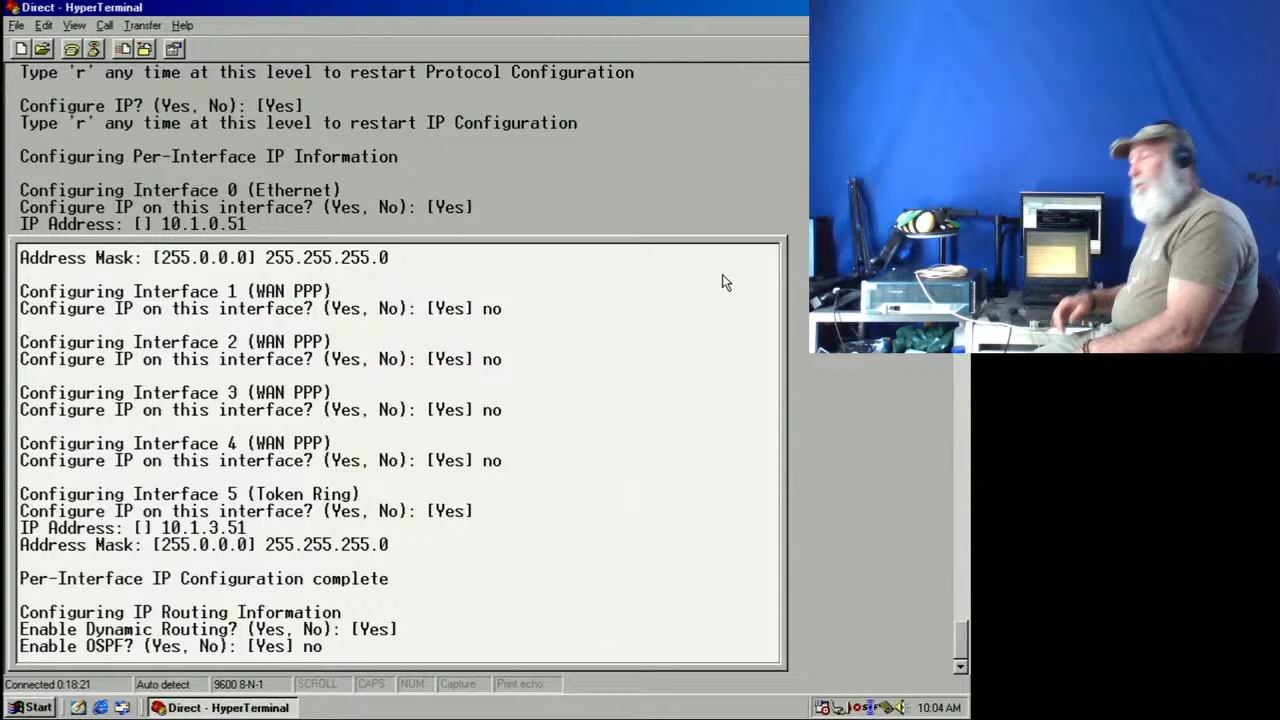 Direct - HyperTerminal
File Edit View Call Transfer Help
Type 'r' any time at this level to restart Protocol Configuration
Configure IP? (Yes, No): [Yes]
Type 'r' any time at this level to restart IP Configuration
Configuring Per-Interface IP Information
Configuring Interface 0 (Ethernet)
Configure IP on this interface? (Yes, No): [Yes]
IP Address: [] 10.1.0.51
Address Mask: [255.0.0.0] 255.255.255.0
Configuring Interface 1 (WAN PPP)
Configure IP on this interface? (Yes, No): [Yes] no
Configuring Interface 2 (WAN PPP)
Configure IP on this interface? (Yes, No): [Yes] no
Configuring Interface 3 (WAN PPP)
Configure IP on this interface? (Yes, No): [Yes] no
Configuring Interface 4 (WAN PPP)
Configure IP on this interface? (Yes, No): [Yes] no
Configuring Interface 5 (Token Ring)
Configure IP on this interface? (Yes, No): [Yes]
IP Address: [] 10.1.3.51
Address Mask: [255.0.0.0] 255.255.255.0
Per-Interface IP Configuration complete
Configuring IP Routing Information
Enable Dynamic Routing? (Yes, No): [Yes]
Enable OSPF? (Yes, No): [Yes] no
Connected 0:18:21 Auto detect 9600 8-N-1 SCROLL CAPS NUM Capture Print echo
Start Direct - HyperTerminal 10:04 AM